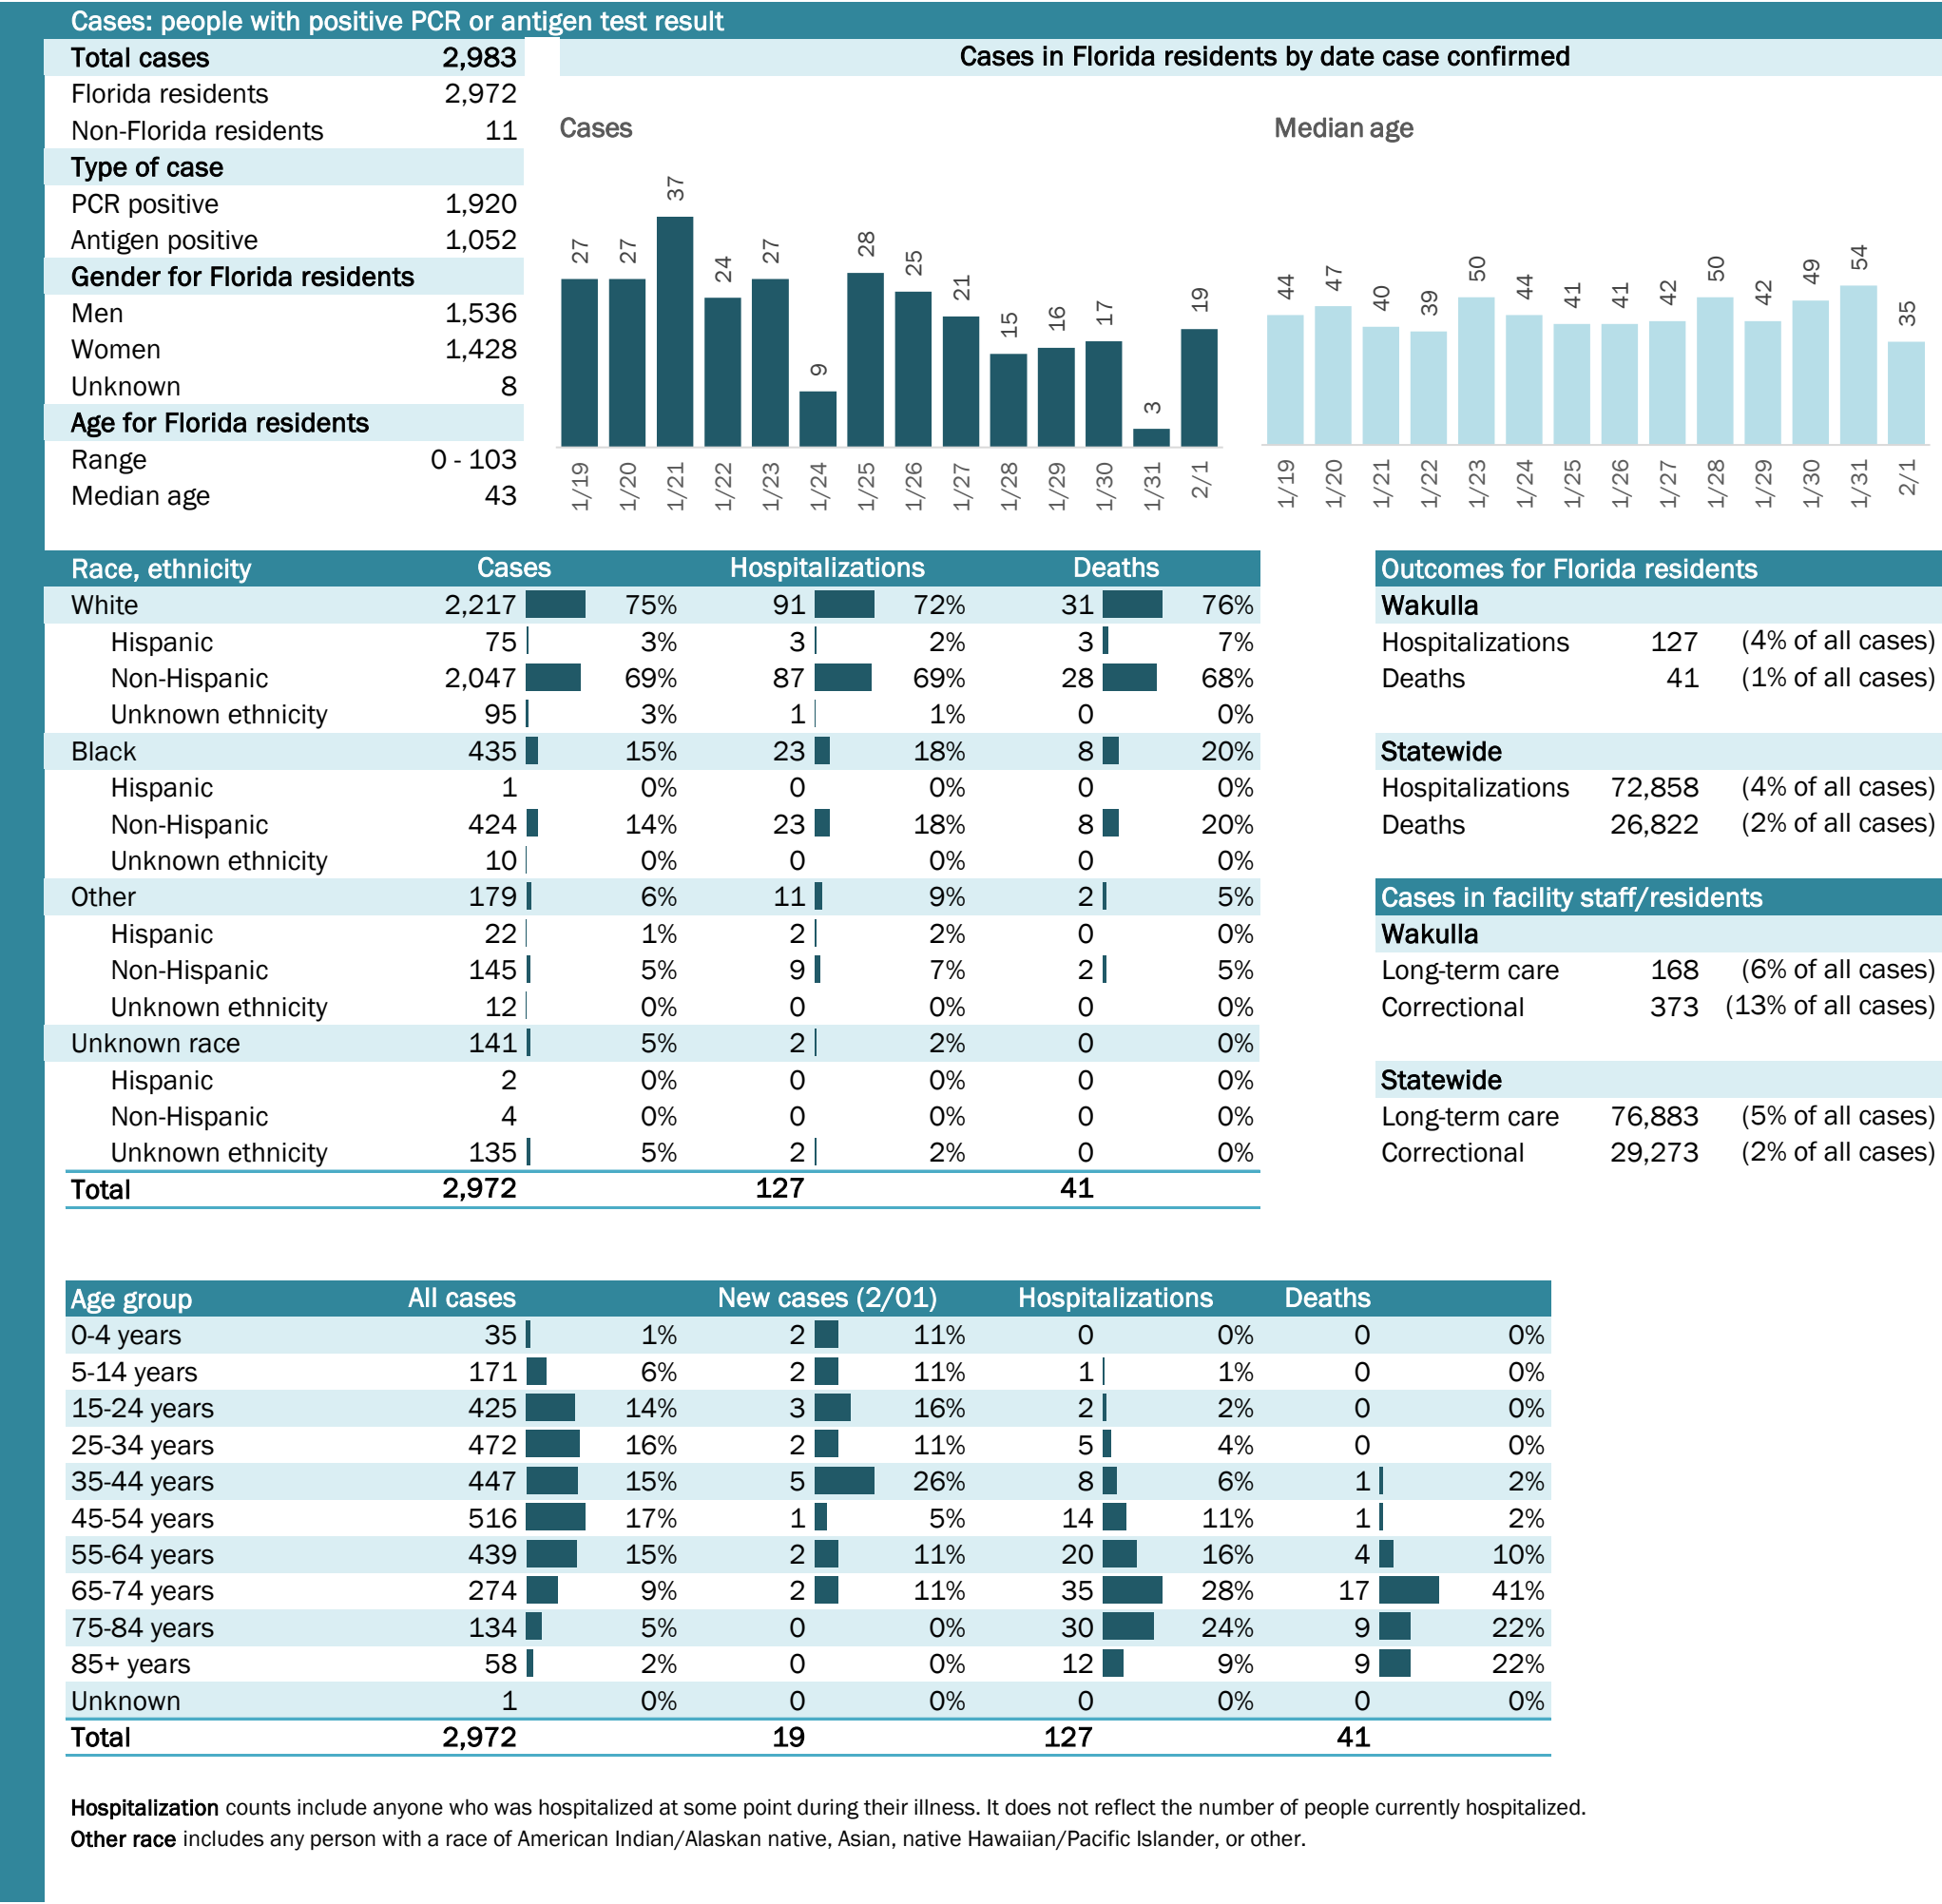 Cases: people with positive PCR or antigen test result
Total cases 2,983
Florida residents 2,972
Non-Florida residents 11
Type of case
PCR positive 1,920
Antigen positive 1,052
Gender for Florida residents
Men 1,536
Women 1,428
Unknown 8
Age for Florida residents
Range 0 - 103
Median age 43
Cases in Florida residents by date case confirmed
Cases
27 27 37 24 27 9 28 25 21 15 16 17 3 19
1/19 1/20 1/21 1/22 1/23 1/24 1/25 1/26 1/27 1/28 1/29 1/30 1/31 2/1
Median age
44 47 40 39 50 44 41 41 42 50 42 49 54 35
1/19 1/20 1/21 1/22 1/23 1/24 1/25 1/26 1/27 1/28 1/29 1/30 1/31 2/1
Race, ethnicity Cases Hospitalizations Deaths
White 2,217 75% 91 72% 31 76%
Hispanic 75 3% 3 2% 3 7%
Non-Hispanic 2,047 69% 87 69% 28 68%
Unknown ethnicity 95 3% 1 1% 0 0%
Black 435 15% 23 18% 8 20%
Hispanic 1 0% 0 0% 0 0%
Non-Hispanic 424 14% 23 18% 8 20%
Unknown ethnicity 10 0% 0 0% 0 0%
Other 179 6% 11 9% 2 5%
Hispanic 22 1% 2 2% 0 0%
Non-Hispanic 145 5% 9 7% 2 5%
Unknown ethnicity 12 0% 0 0% 0 0%
Unknown race 141 5% 2 2% 0 0%
Hispanic 2 0% 0 0% 0 0%
Non-Hispanic 4 0% 0 0% 0 0%
Unknown ethnicity 135 5% 2 2% 0 0%
Total 2,972 127 41
Outcomes for Florida residents
Wakulla
Hospitalizations 127 (4% of all cases)
Deaths 41 (1% of all cases)
Statewide
Hospitalizations 72,858 (4% of all cases)
Deaths 26,822 (2% of all cases)
Cases in facility staff/residents
Wakulla
Long-term care 168 (6% of all cases)
Correctional 373 (13% of all cases)
Statewide
Long-term care 76,883 (5% of all cases)
Correctional 29,273 (2% of all cases)
Age group All cases New cases (2/01) Hospitalizations Deaths
0-4 years 35 1% 2 11% 0 0% 0 0%
5-14 years 171 6% 2 11% 1 1% 0 0%
15-24 years 425 14% 3 16% 2 2% 0 0%
25-34 years 472 16% 2 11% 5 4% 0 0%
35-44 years 447 15% 5 26% 8 6% 1 2%
45-54 years 516 17% 1 5% 14 11% 1 2%
55-64 years 439 15% 2 11% 20 16% 4 10%
65-74 years 274 9% 2 11% 35 28% 17 41%
75-84 years 134 5% 0 0% 30 24% 9 22%
85+ years 58 2% 0 0% 12 9% 9 22%
Unknown 1 0% 0 0% 0 0% 0 0%
Total 2,972 19 127 41
Hospitalization counts include anyone who was hospitalized at some point during their illness. It does not reflect the number of people currently hospitalized.
Other race includes any person with a race of American Indian/Alaskan native, Asian, native Hawaiian/Pacific Islander, or other.